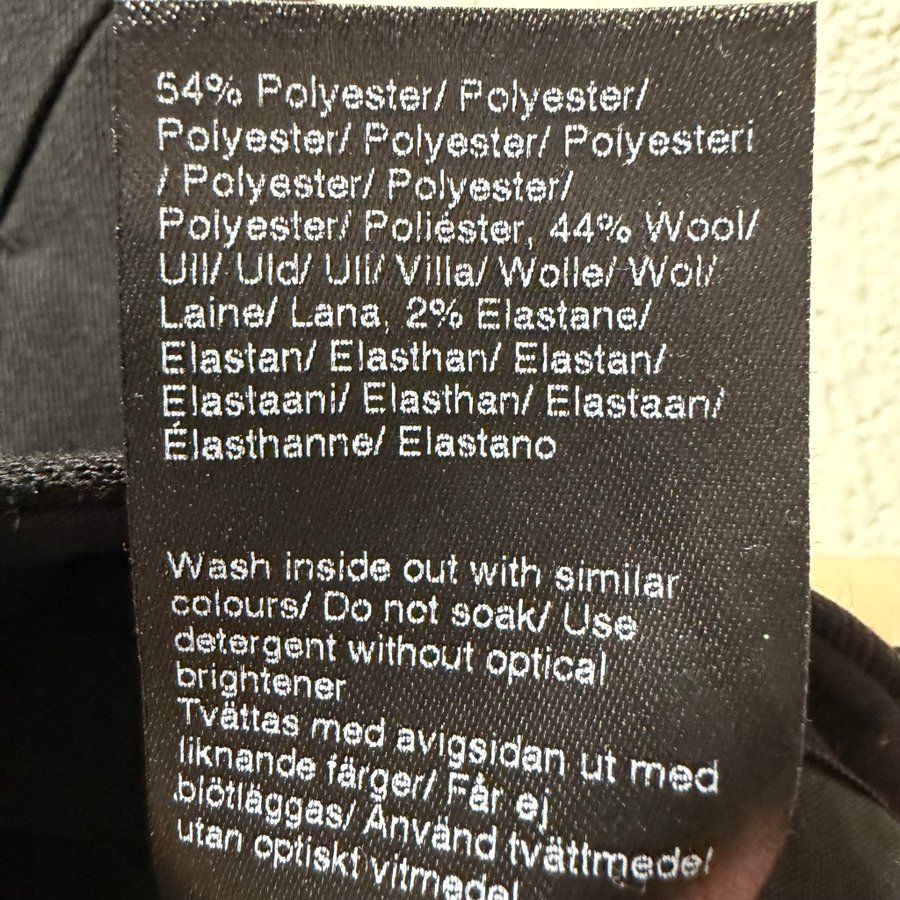 54% Polyester/ Polyester/
Polyester/ Polyester/ Polyesteri
/ Polyester/ Polyester/
Polyester/ Poliéster, 44% Wool/
Ull/ Uld/ Ull/ Villa/ Wolle/ Wol/
Laine/ Lana, 2% Elastane/
Elastan/ Elasthan/ Elastan/
Elastaani/ Elasthan/ Elastaan/
Élasthanne/ Elastano
Wash inside out with similar
colours/ Do not soak/ Use
detergent without optical
brightener
Tvättas med avigsidan ut med
liknande färger/ Får ej
blötläggas/ Använd tvättmedel
utan optiskt vitmedel